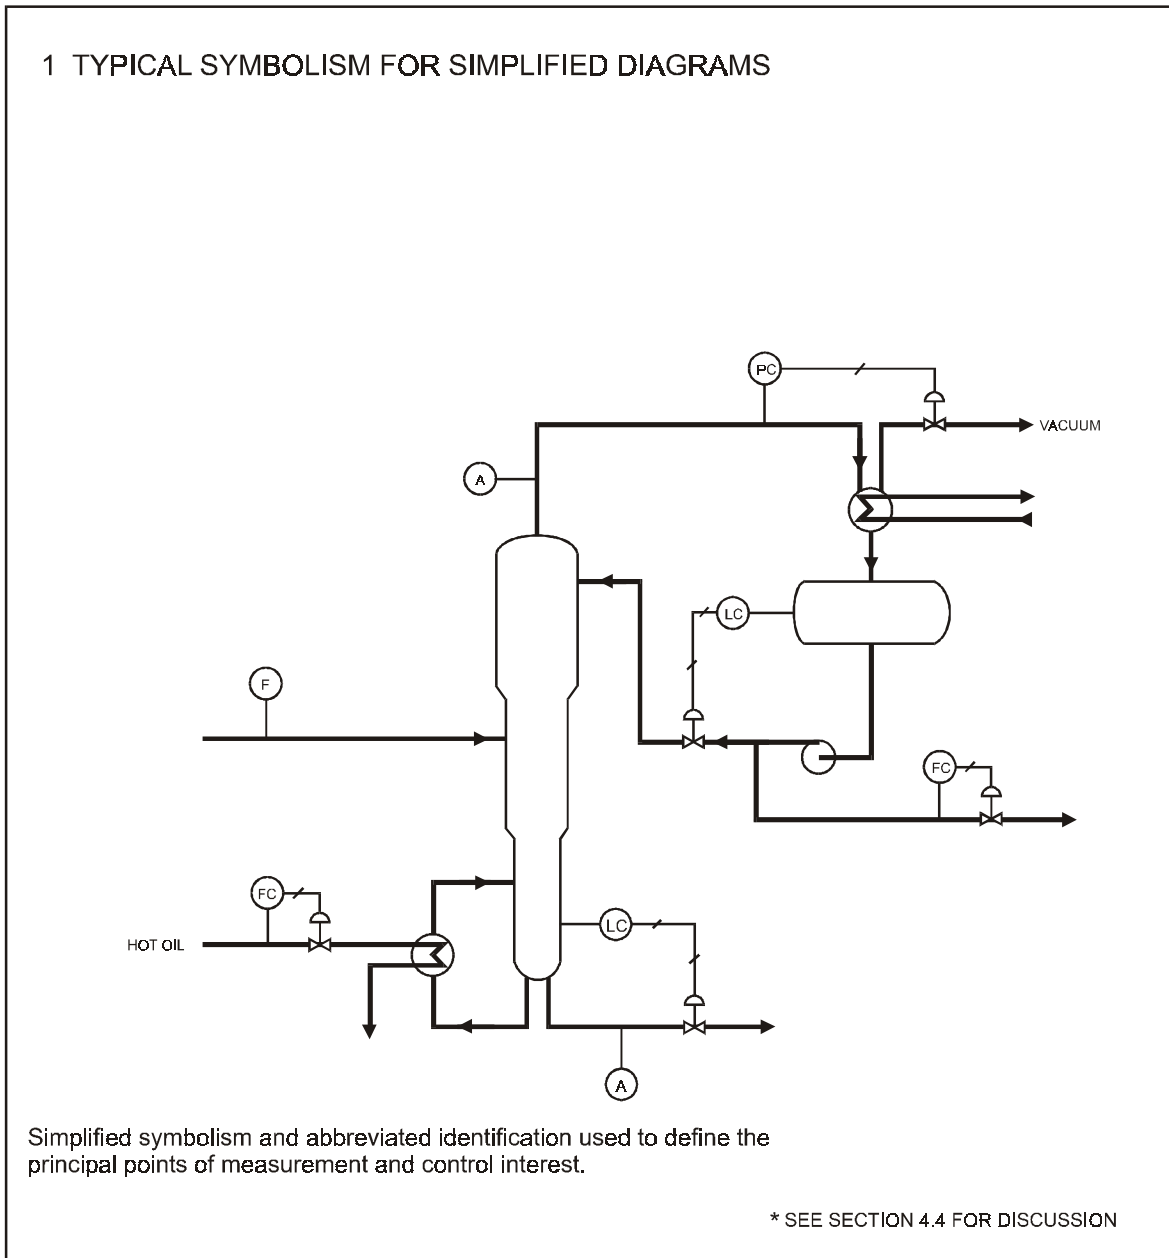 1 TYPICAL SYMBOLISM FOR SIMPLIFIED DIAGRAMS
PC
VACUUM
A
LC
F
FC
FC
LC
HOT OIL
A
Simplified symbolism and abbreviated identification used to define the
principal points of measurement and control interest.
* SEE SECTION 4.4 FOR DISCUSSION